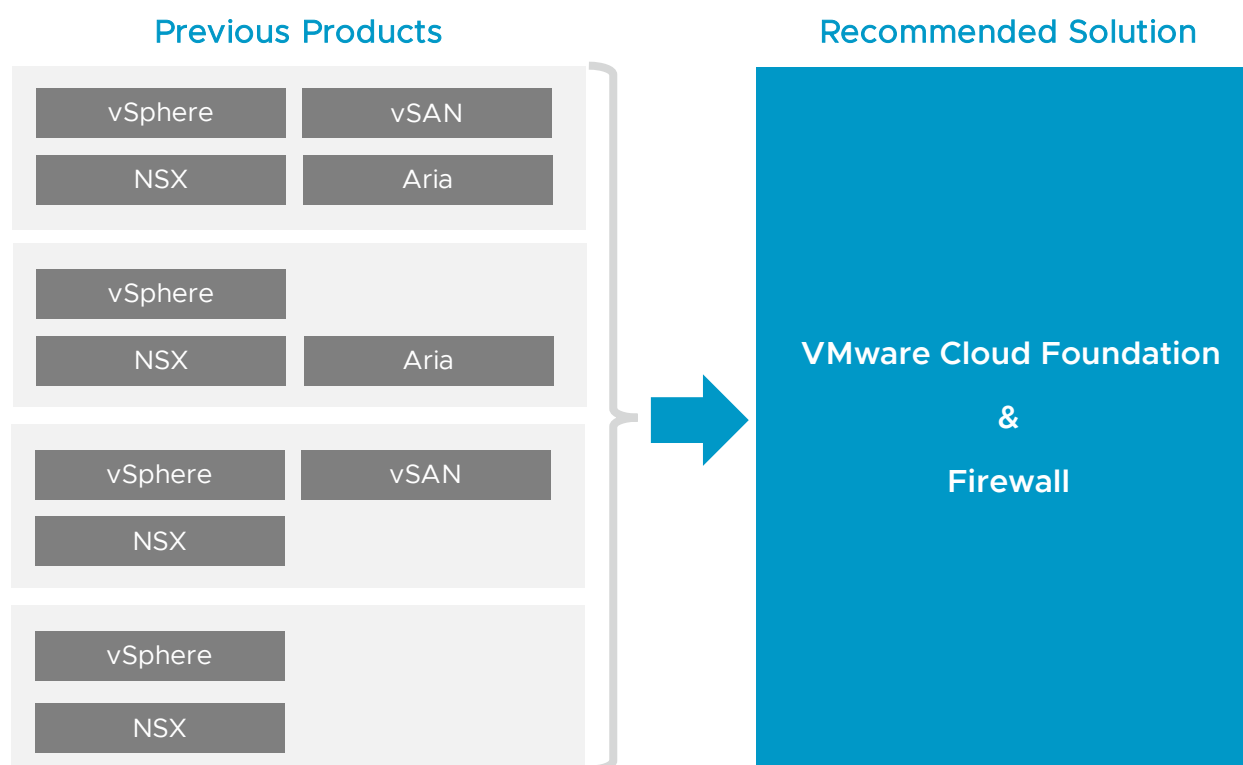 Previous Products
Recommended Solution
vSphere
vSAN
NSX
Aria
vSphere
NSX
Aria
vSphere
vSAN
NSX
vSphere
NSX
VMware Cloud Foundation
&
Firewall